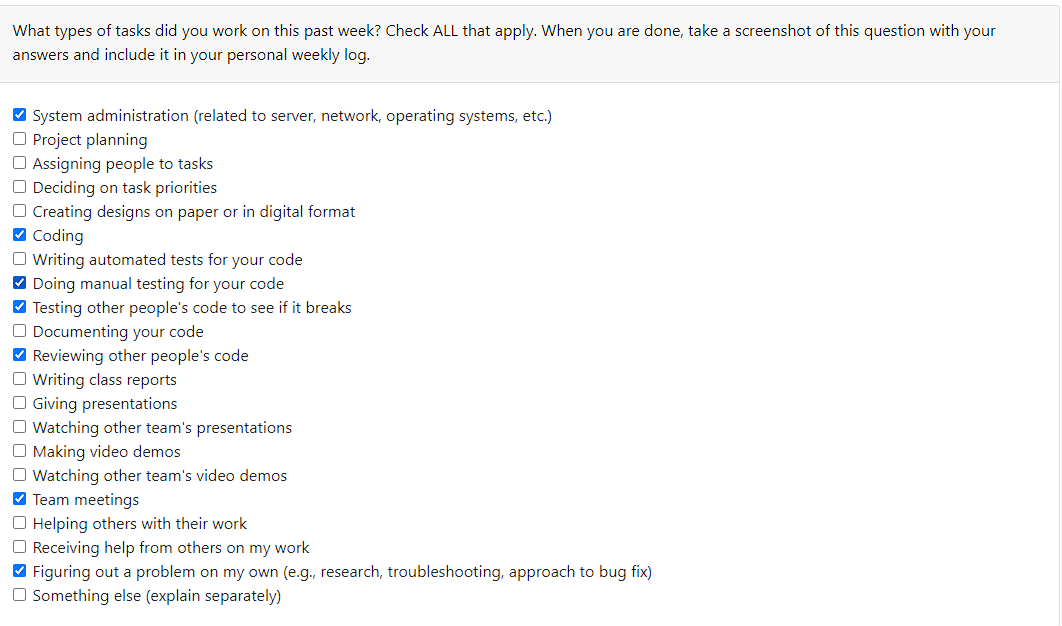 What types of tasks did you work on this past week? Check ALL that apply. When you are done, take a screenshot of this question with your
answers and include it in your personal weekly log.
System administration (related to server, network, operating systems, etc.)
Project planning
Assigning people to tasks
Deciding on task priorities
Creating designs on paper or in digital format
Coding
Writing automated tests for your code
Doing manual testing for your code
Testing other people's code to see if it breaks
Documenting your code
Reviewing other people's code
Writing class reports
Giving presentations
Watching other team's presentations
Making video demos
Watching other team's video demos
Team meetings
Helping others with their work
Receiving help from others on my work
Figuring out a problem on my own (e.g., research, troubleshooting, approach to bug fix)
Something else (explain separately)